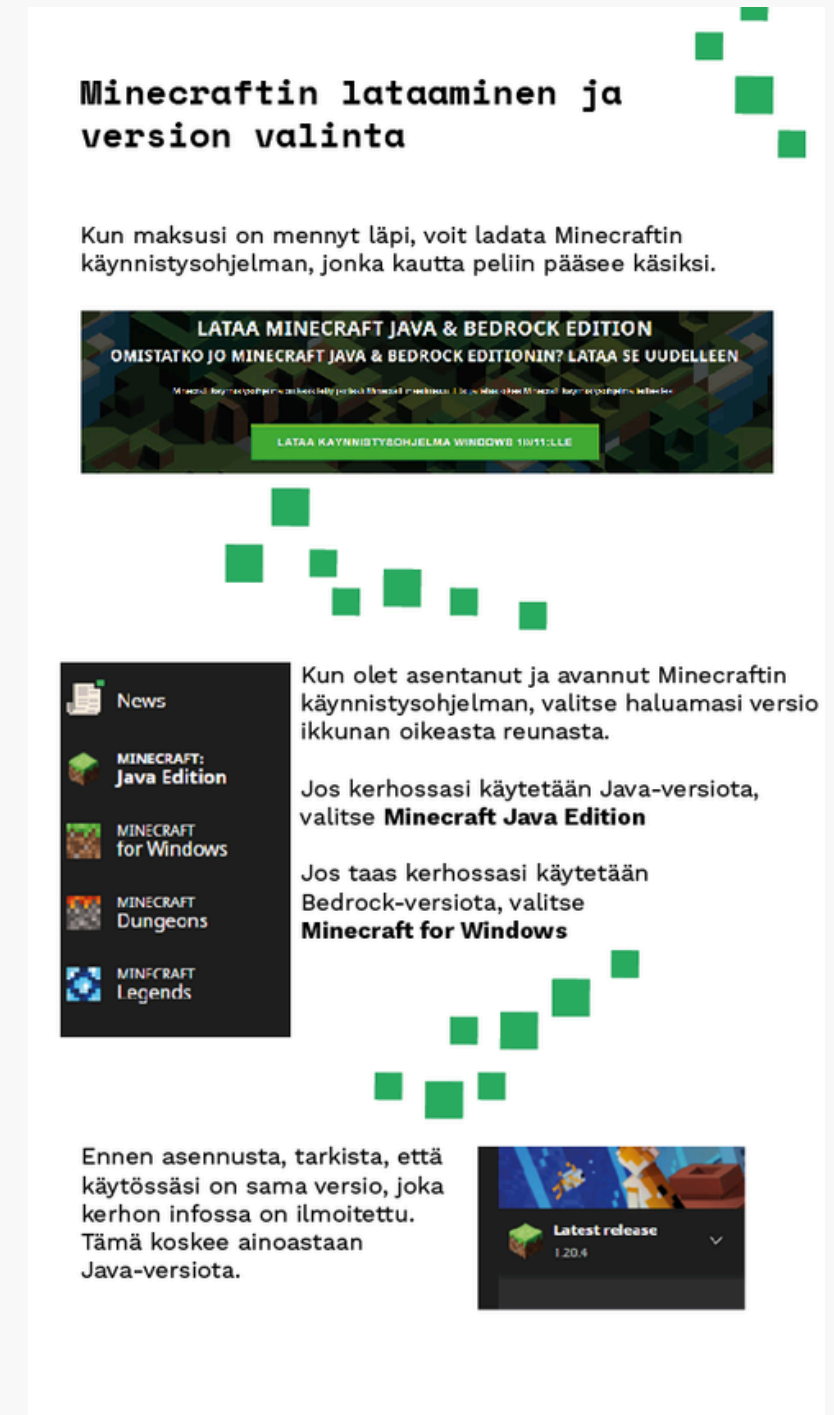 Minecraftin lataaminen ja
version valinta
Kun maksusi on mennyt läpi, voit ladata Minecraftin
käynnistysohjelman, jonka kautta peliin pääsee käsiksi.
LATAA MINECRAFT JAVA & BEDROCK EDITION
OMISTATKO JO MINECRAFT JAVA & BEDROCK EDITIONIN? LATAA SE UUDELLEEN
LATAA KÄYNNISTYSOHJELMA WINDOWS 10/11:LLE
News
MINECRAFT:
Java Edition
MINECRAFT
for Windows
MINECRAFT
Dungeons
MINECRAFT
Legends
Kun olet asentanut ja avannut Minecraftin
käynnistysohjelman, valitse haluamasi versio
ikkunan oikeasta reunasta.
Jos kerhossasi käytetään Java-versiota,
valitse Minecraft Java Edition
Jos taas kerhossasi käytetään
Bedrock-versiota, valitse
Minecraft for Windows
Ennen asennusta, tarkista, että
käytössäsi on sama versio, joka
kerhon infossa on ilmoitettu.
Tämä koskee ainoastaan
Java-versiota.
Latest release
1.20.4